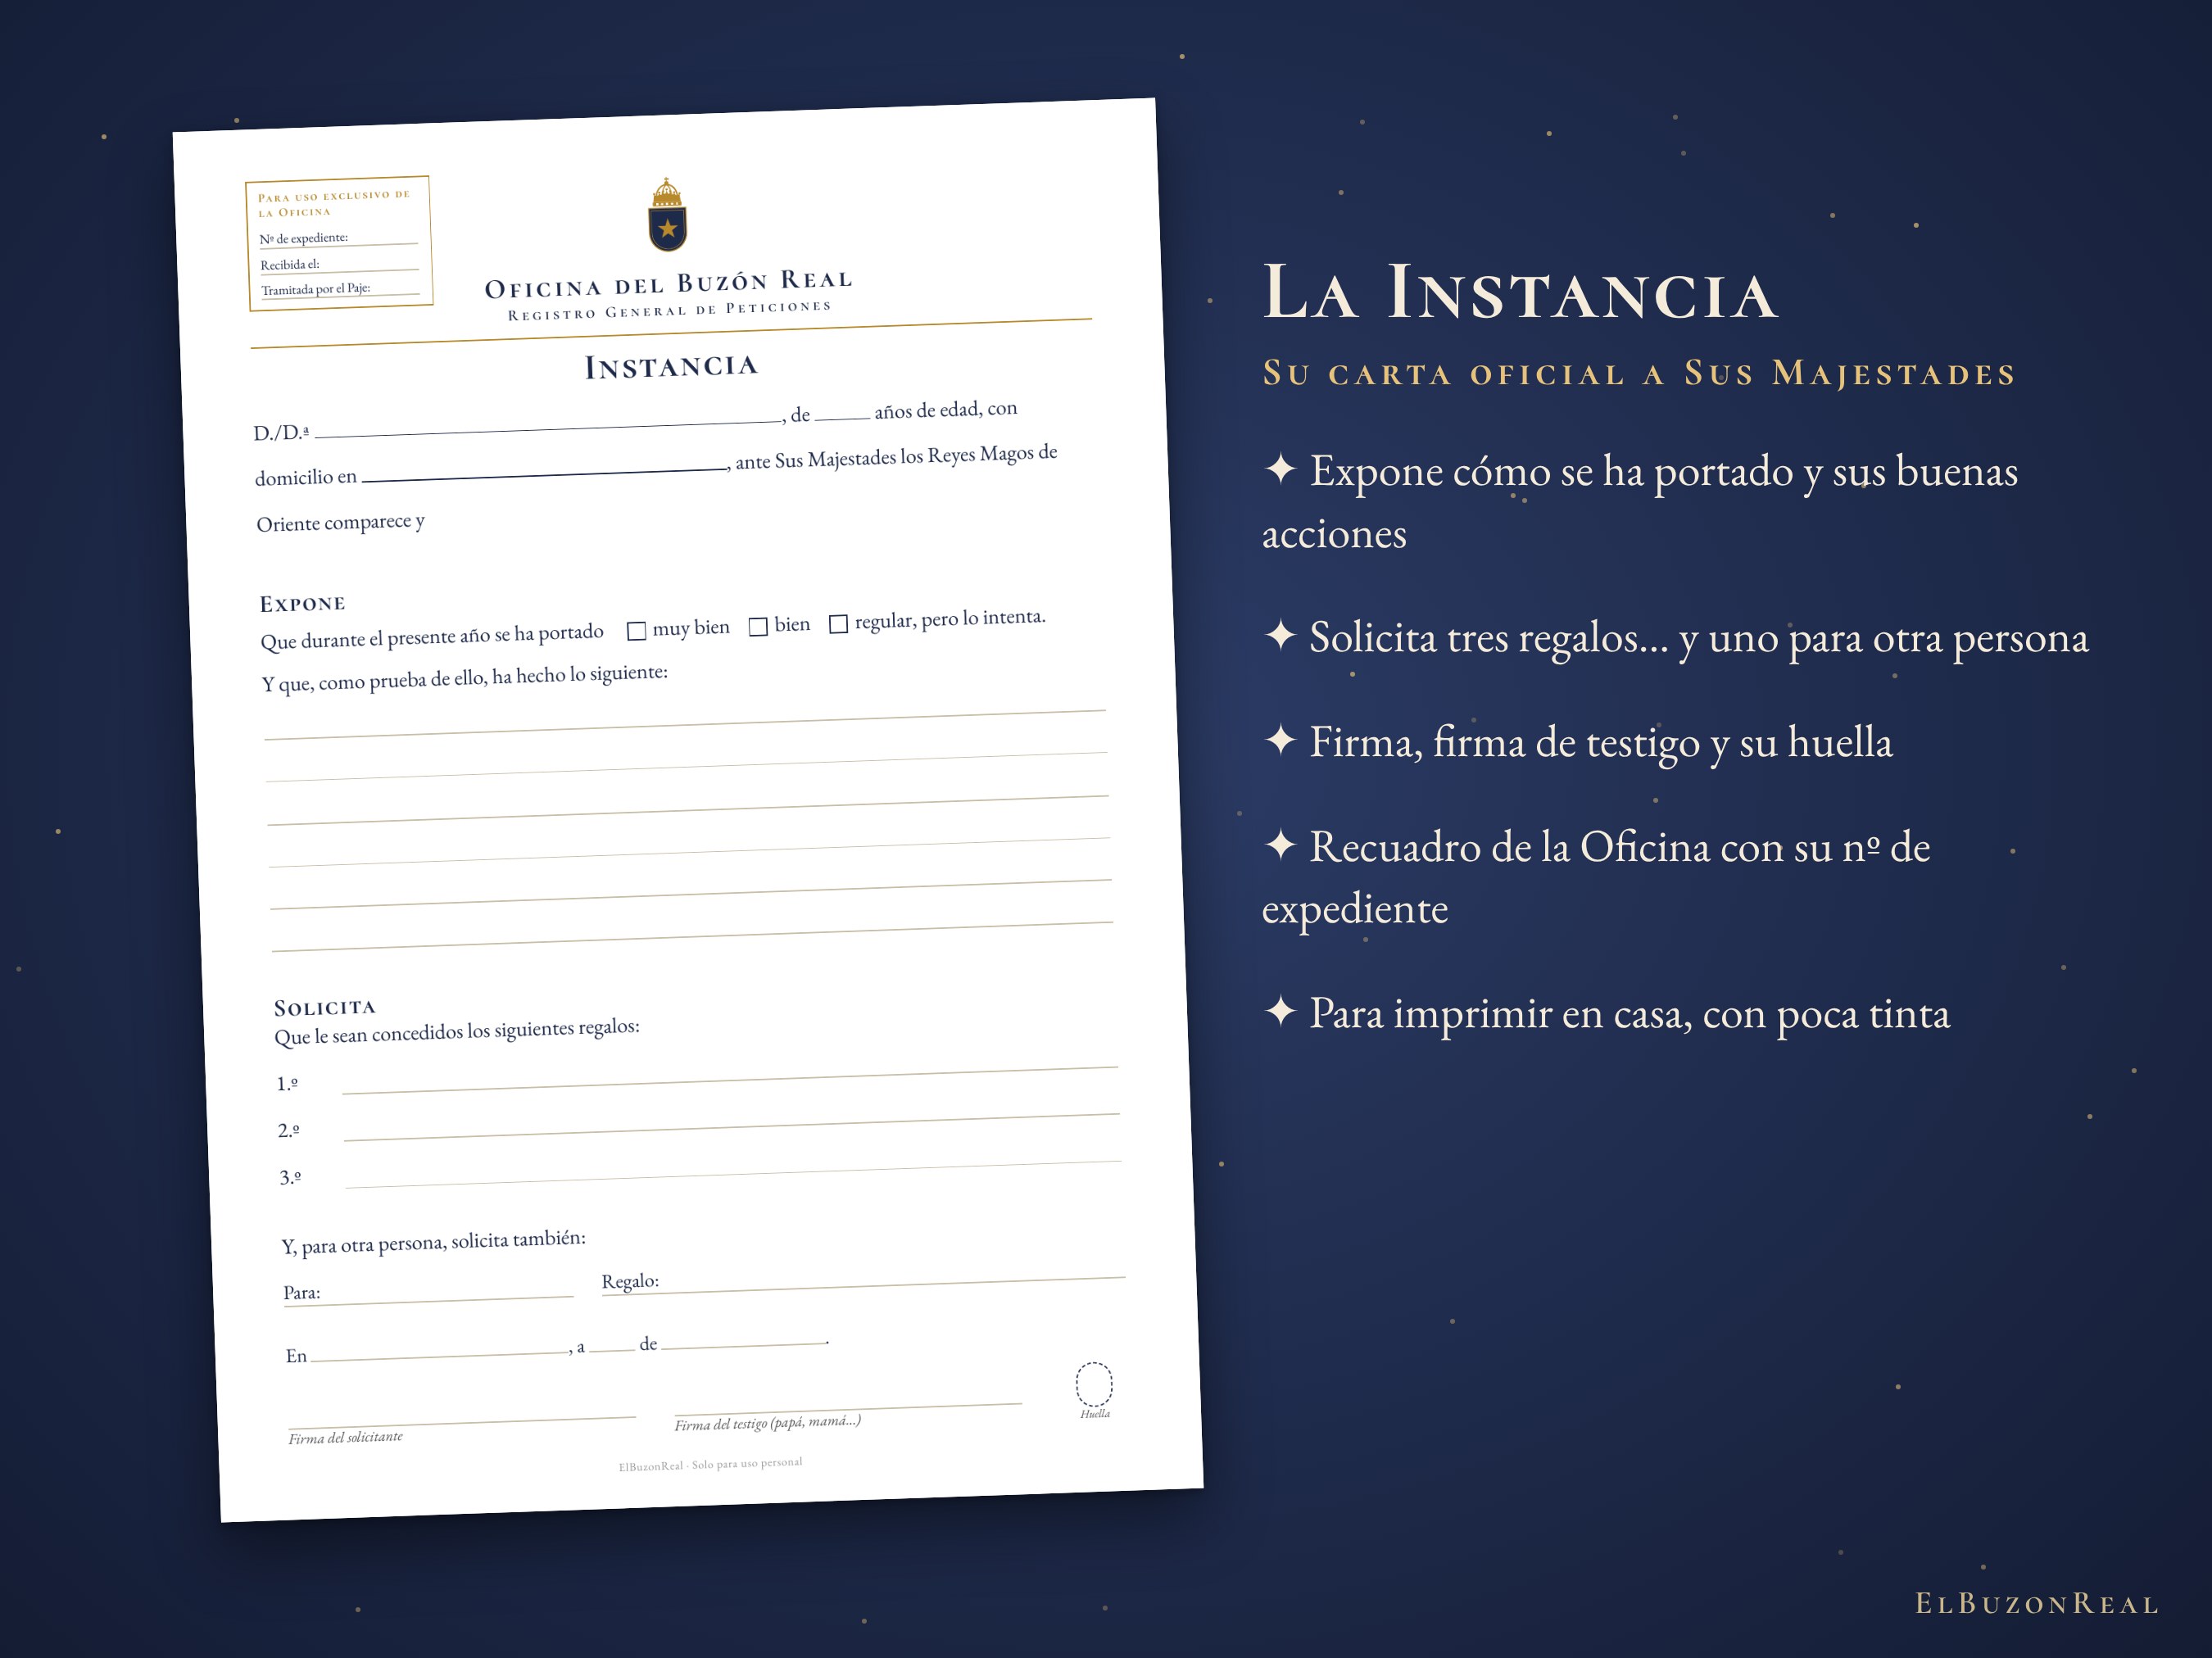 Para uso exclusivo de
la Oficina
Nº de expediente:
Recibida el:
Tramitada por el Paje:
Oficina del Buzón Real
Registro General de Peticiones
Instancia
D./D.ª , de años de edad, con
domicilio en , ante Sus Majestades los Reyes Magos de
Oriente comparece y
Expone
Que durante el presente año se ha portado muy bien bien regular, pero lo intenta.
Y que, como prueba de ello, ha hecho lo siguiente:
Solicita
Que le sean concedidos los siguientes regalos:
1.º
2.º
3.º
Y, para otra persona, solicita también:
Para: Regalo:
En , a de .
Firma del solicitante
Firma del testigo (papá, mamá...)
Huella
ElBuzonReal · Solo para uso personal
La Instancia
Su carta oficial a Sus Majestades
✦ Expone cómo se ha portado y sus buenas
acciones
✦ Solicita tres regalos... y uno para otra persona
✦ Firma, firma de testigo y su huella
✦ Recuadro de la Oficina con su nº de
expediente
✦ Para imprimir en casa, con poca tinta
ElBuzonReal